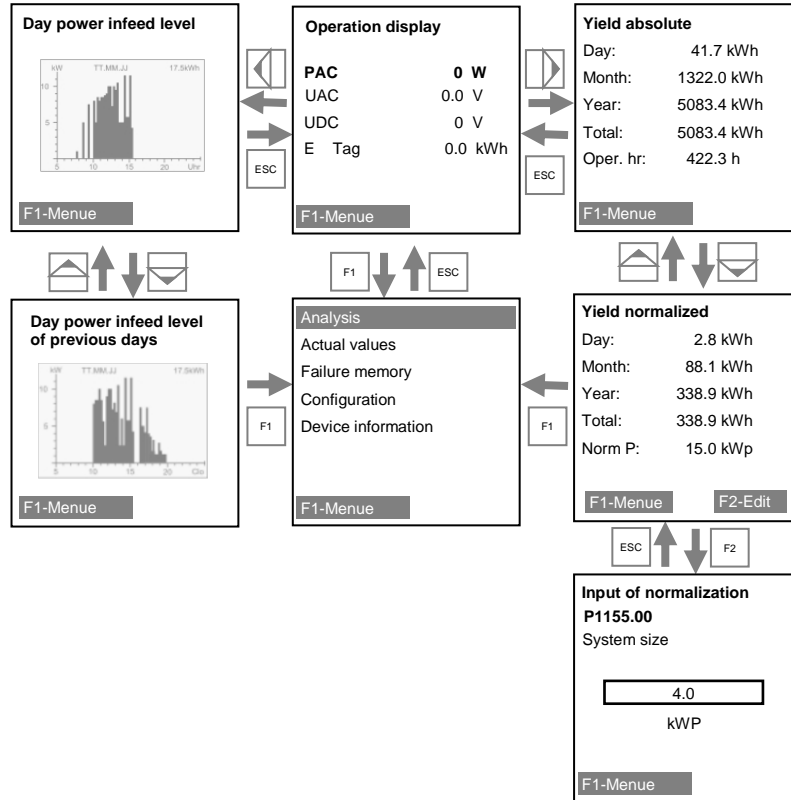 Day power infeed level
kW TT.MM.JJ 17.5kWh
10
5
5 10 15 20 Uhr
F1-Menue
ESC
Operation display
PAC 0 W
UAC 0.0 V
UDC 0 V
E Tag 0.0 kWh
F1-Menue
ESC
Yield absolute
Day: 41.7 kWh
Month: 1322.0 kWh
Year: 5083.4 kWh
Total: 5083.4 kWh
Oper. hr: 422.3 h
F1-Menue
F1
ESC
Day power infeed level
of previous days
kW TT.MM.JJ 17.5kWh
10
5
5 10 15 20
F1-Menue
F1
Analysis
Actual values
Failure memory
Configuration
Device information
F1-Menue
F1
Yield normalized
Day: 2.8 kWh
Month: 88.1 kWh
Year: 338.9 kWh
Total: 338.9 kWh
Norm P: 15.0 kWp
F1-Menue F2-Edit
ESC
F2
Input of normalization
P1155.00
System size
4.0
kWP
F1-Menue